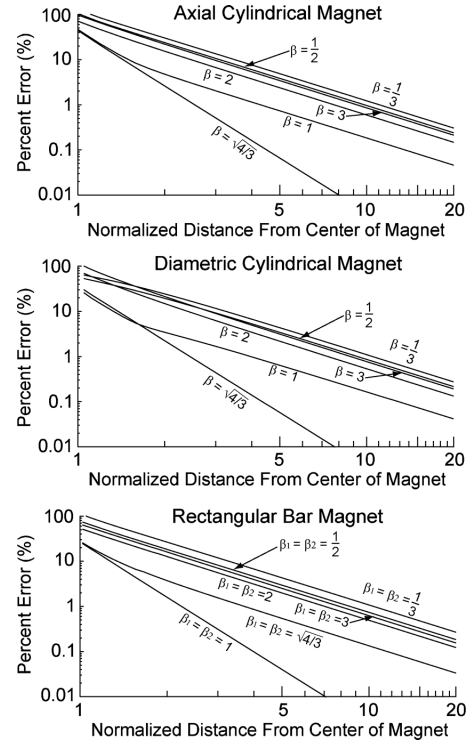 Axial Cylindrical Magnet
Percent Error (%)
100
10
1
0.1
0.01
β = 1/2
β = 2
β = 1/3
β = 3
β = 1
β = √4/3
1 5 10 20
Normalized Distance From Center of Magnet
Diametric Cylindrical Magnet
Percent Error (%)
100
10
1
0.1
0.01
β = 1/2
β = 2
β = 1/3
β = 3
β = 1
β = √4/3
1 5 10 20
Normalized Distance From Center of Magnet
Rectangular Bar Magnet
Percent Error (%)
100
10
1
0.1
0.01
β₁ = β₂ = 1/2
β₁ = β₂ = 2
β₁ = β₂ = 1/3
β₁ = β₂ = 3
β₁ = β₂ = √4/3
β₁ = β₂ = 1
1 5 10 20
Normalized Distance From Center of Magnet